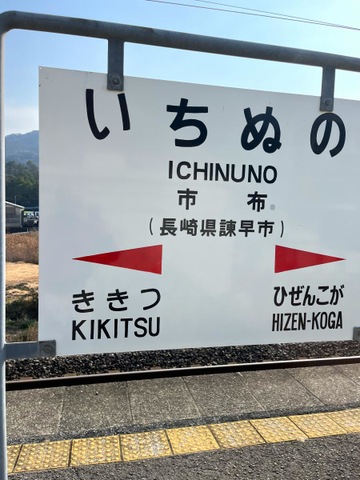 いちぬの
ICHINUNO
市布
(長崎県諫早市)
ききつ ひぜんこが
KIKITSU HIZEN-KOGA